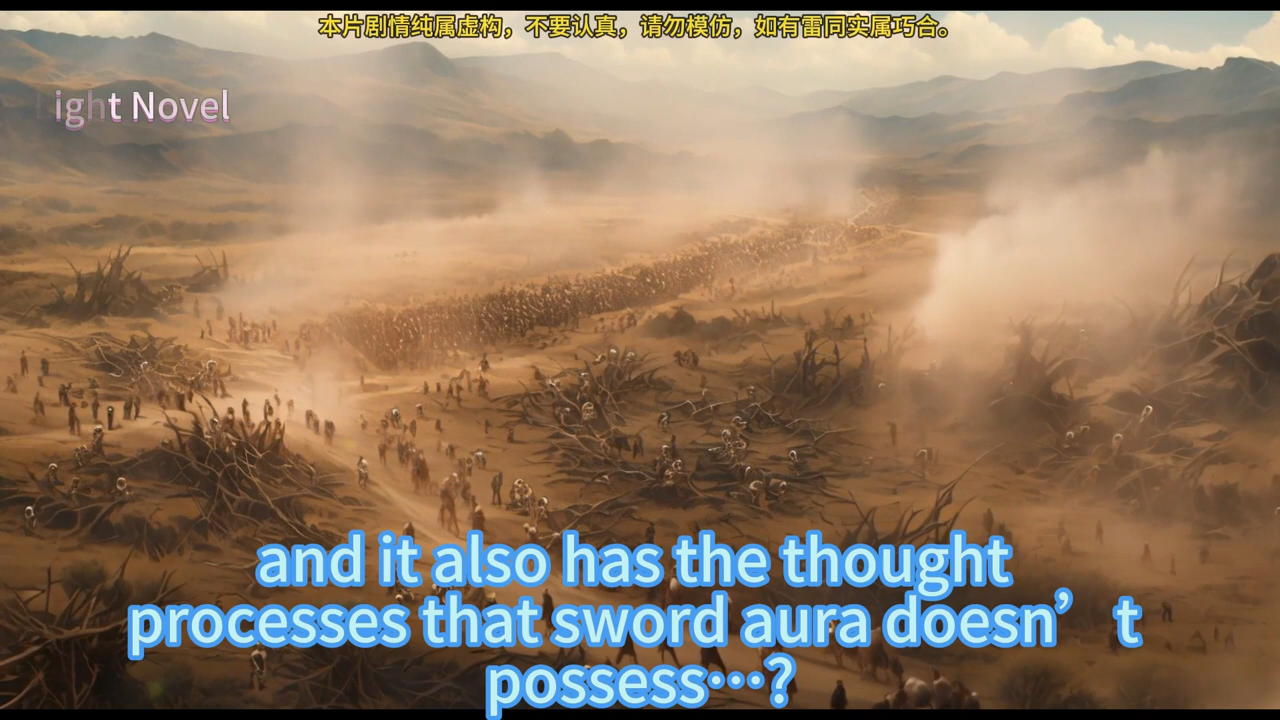 本片剧情纯属虚构，不要认真，请勿模仿，如有雷同实属巧合。
Light Novel
and it also has the thought
processes that sword aura doesn’t
possess…?